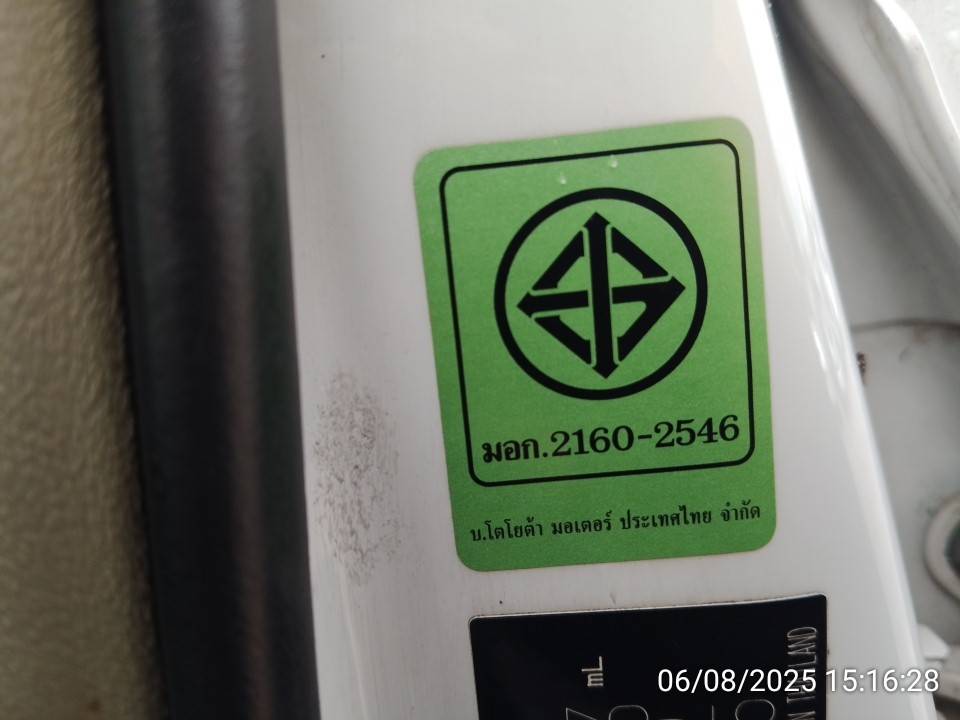 มอก.2160-2546
บ.โตโยต้า มอเตอร์ ประเทศไทย จำกัด
mL
06/08/2025 15:16:28